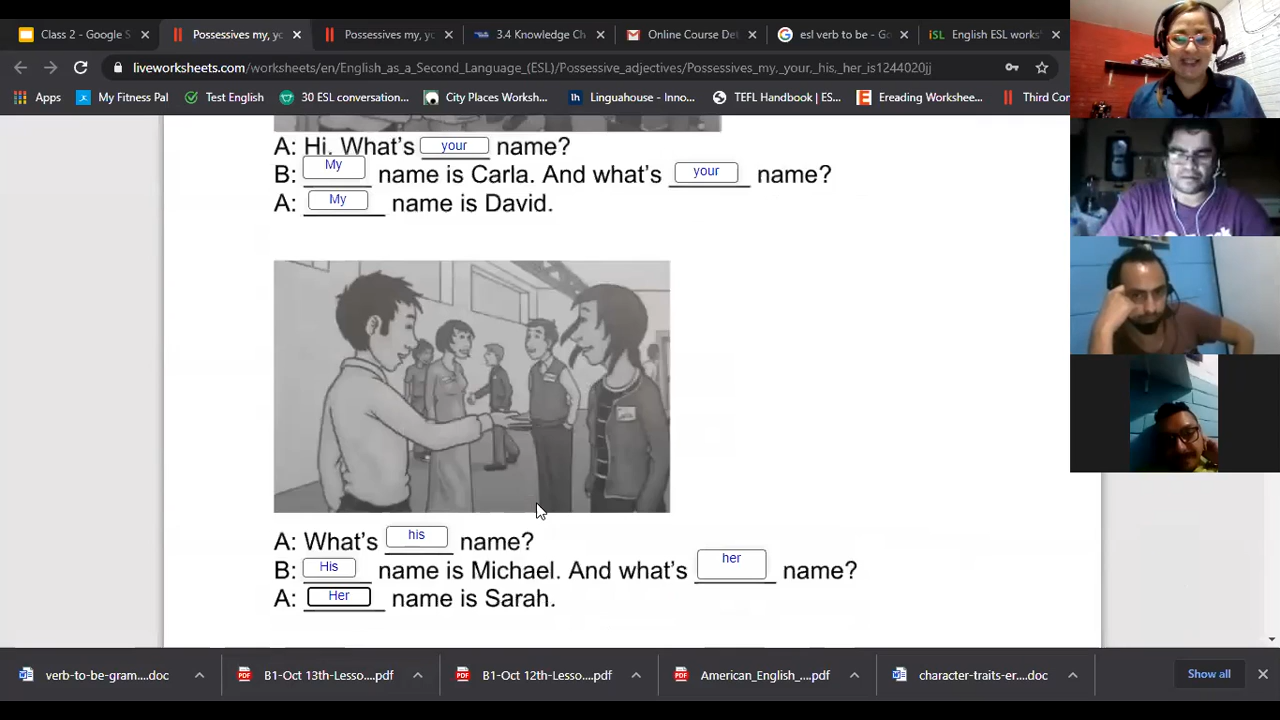 Class 2 - Google S
Possessives my, yo
Possessives my, yo
3.4 Knowledge Ch
Online Course De
esl verb to be - Go
English ESL works
liveworksheets.com/worksheets/en/English_as_a_Second_Language_(ESL)/Possessive_adjectives/Possessives_my,_your,_his,_her_is1244020jj
Apps
My Fitness Pal
Test English
30 ESL conversation...
City Places Worksh...
Linguahouse - Inno...
TEFL Handbook | ES...
Ereading Workshee...
Third Co
A: Hi. What's your name?
B: My name is Carla. And what's your name?
A: My name is David.
A: What's his name?
B: His name is Michael. And what's her name?
A: Her name is Sarah.
verb-to-be-gram....doc
B1-Oct 13th-Lesso....pdf
B1-Oct 12th-Lesso....pdf
American_English_....pdf
character-traits-er....doc
Show all